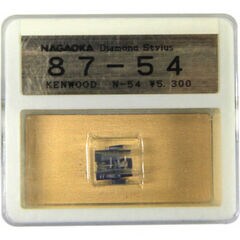 NAGAOKA Diamond Stylus
87-54
KENWOOD N-54 ¥5,300